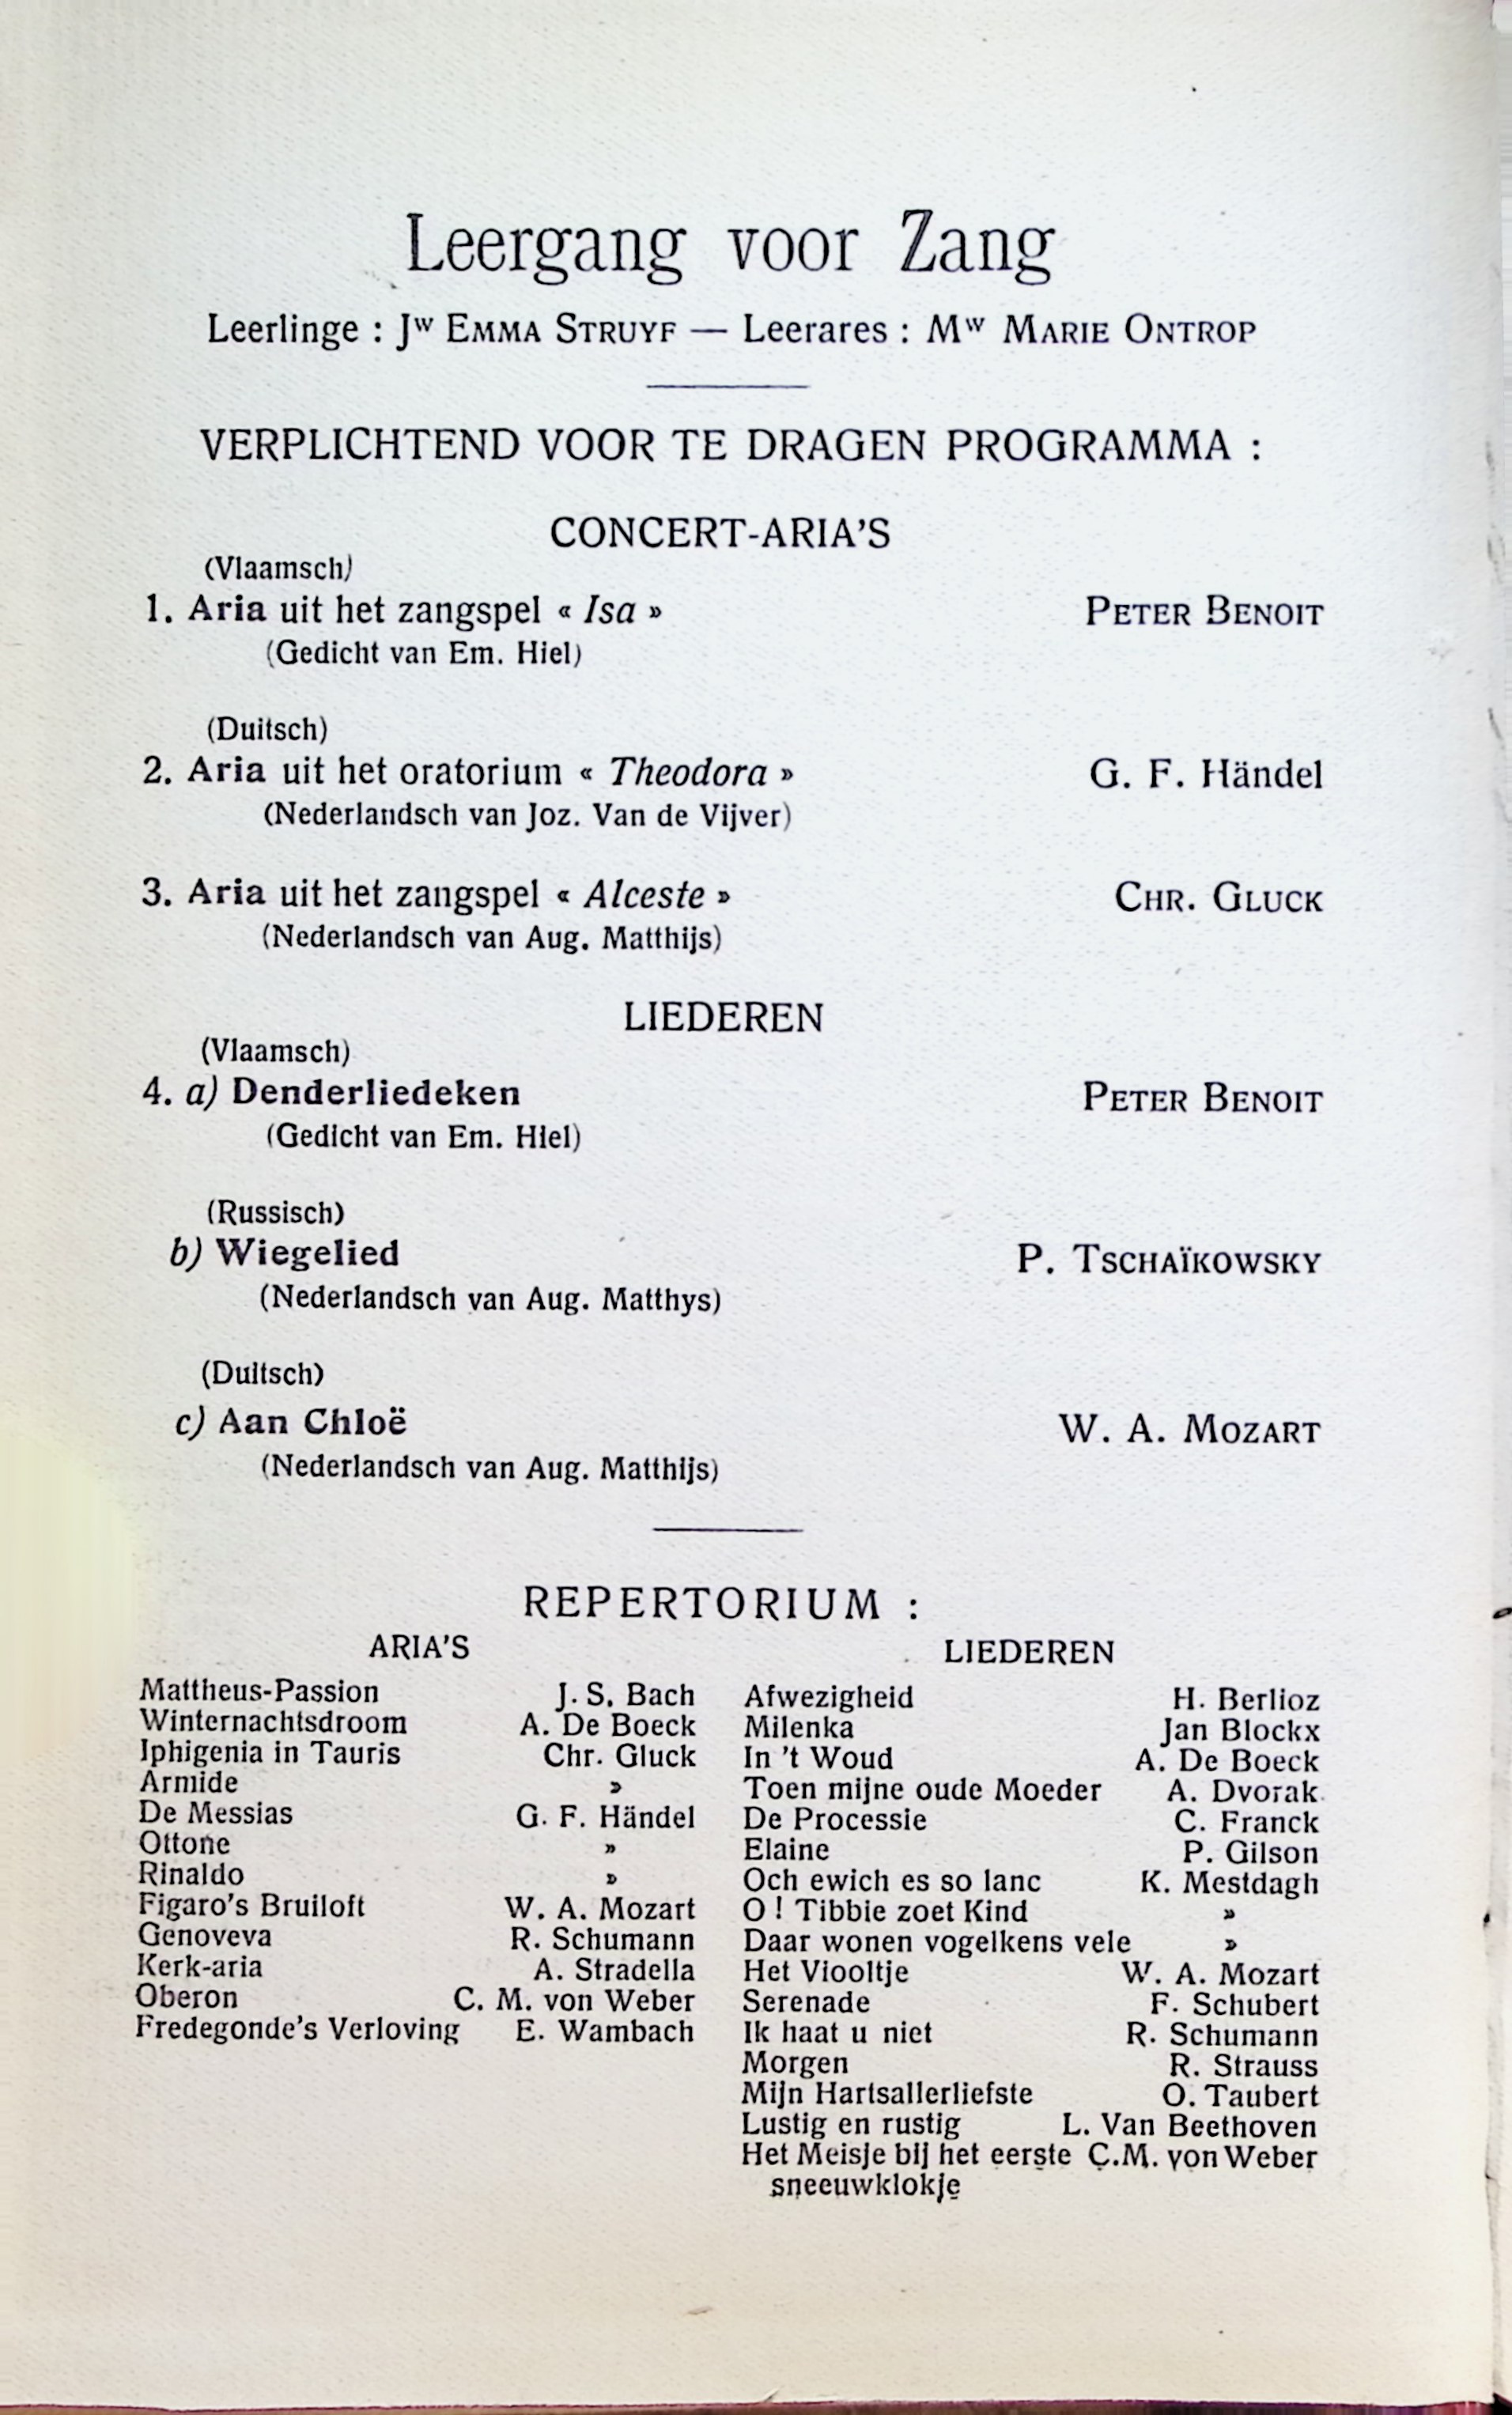 Leergang voor Zang
Leerlinge : Jʷ EMMA STRUYF — Leerares : Mʷ MARIE ONTROP
VERPLICHTEND VOOR TE DRAGEN PROGRAMMA :
CONCERT-ARIA'S
(Vlaamsch)
1. Aria uit het zangspel « Isa » PETER BENOIT
(Gedicht van Em. Hiel)
(Duitsch)
2. Aria uit het oratorium « Theodora » G. F. Händel
(Nederlandsch van Joz. Van de Vijver)
3. Aria uit het zangspel « Alceste » CHR. GLUCK
(Nederlandsch van Aug. Matthijs)
LIEDEREN
(Vlaamsch)
4. a) Denderliedeken PETER BENOIT
(Gedicht van Em. Hiel)
(Russisch)
b) Wiegelied P. TSCHAÏKOWSKY
(Nederlandsch van Aug. Matthys)
(Duitsch)
c) Aan Chloë W. A. MOZART
(Nederlandsch van Aug. Matthijs)
REPERTORIUM :
ARIA'S
Mattheus-Passion J. S. Bach
Winternachtsdroom A. De Boeck
Iphigenia in Tauris Chr. Gluck
Armide »
De Messias G. F. Händel
Ottone »
Rinaldo »
Figaro's Bruiloft W. A. Mozart
Genoveva R. Schumann
Kerk-aria A. Stradella
Oberon C. M. von Weber
Fredegonde's Verloving E. Wambach
LIEDEREN
Afwezigheid H. Berlioz
Milenka Jan Blockx
In 't Woud A. De Boeck
Toen mijne oude Moeder A. Dvorak
De Processie C. Franck
Elaine P. Gilson
Och ewich es so lanc K. Mestdagh
O ! Tibbie zoet Kind »
Daar wonen vogelkens vele »
Het Viooltje W. A. Mozart
Serenade F. Schubert
Ik haat u niet R. Schumann
Morgen R. Strauss
Mijn Hartsallerliefste O. Taubert
Lustig en rustig L. Van Beethoven
Het Meisje bij het eerste C.M. von Weber
sneeuwklokje